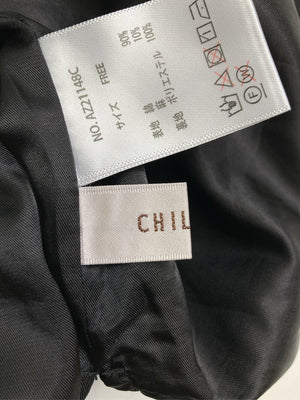 NO.AZZ1148C
サイズ FREE
表地 綿 90%
麻 10%
裏地 ポリエステル 100%
CHIL
F
W